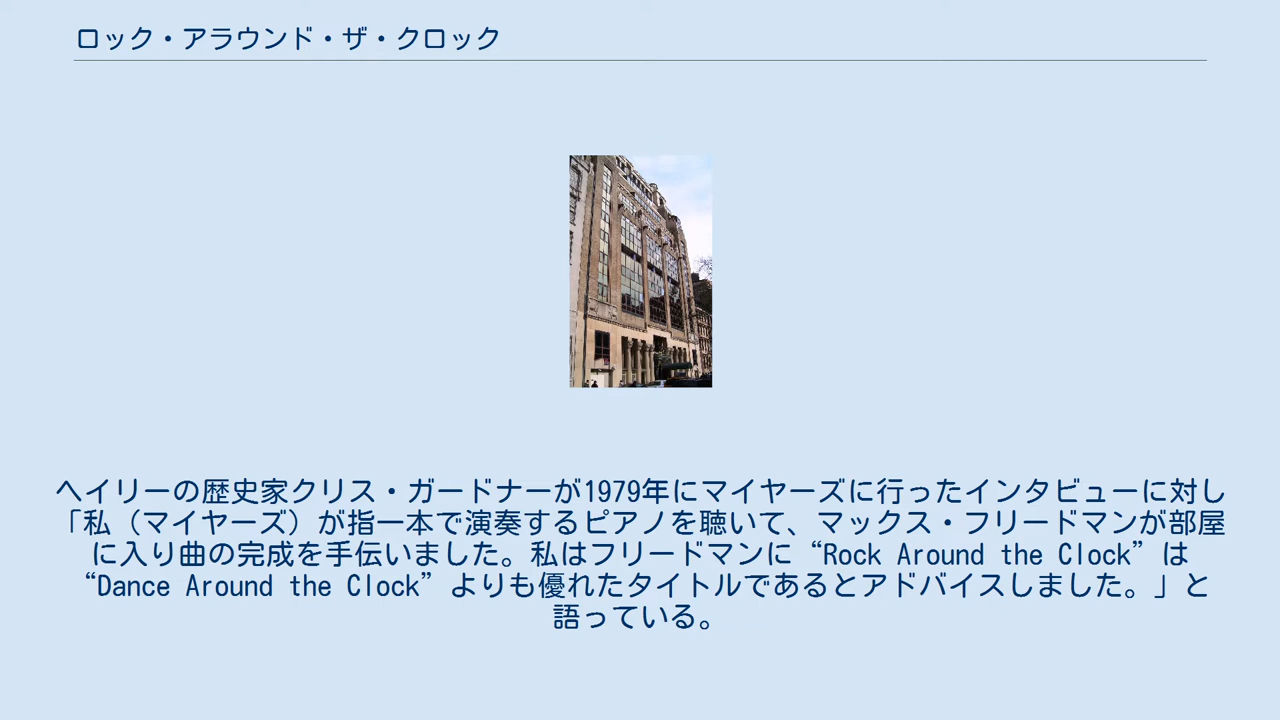 ロック・アラウンド・ザ・クロック
ヘイリーの歴史家クリス・ガードナーが1979年にマイヤーズに行ったインタビューに対し
「私（マイヤーズ）が指一本で演奏するピアノを聴いて、マックス・フリードマンが部屋
に入り曲の完成を手伝いました。私はフリードマンに“Rock Around the Clock”は
“Dance Around the Clock”よりも優れたタイトルであるとアドバイスしました。」と
語っている。